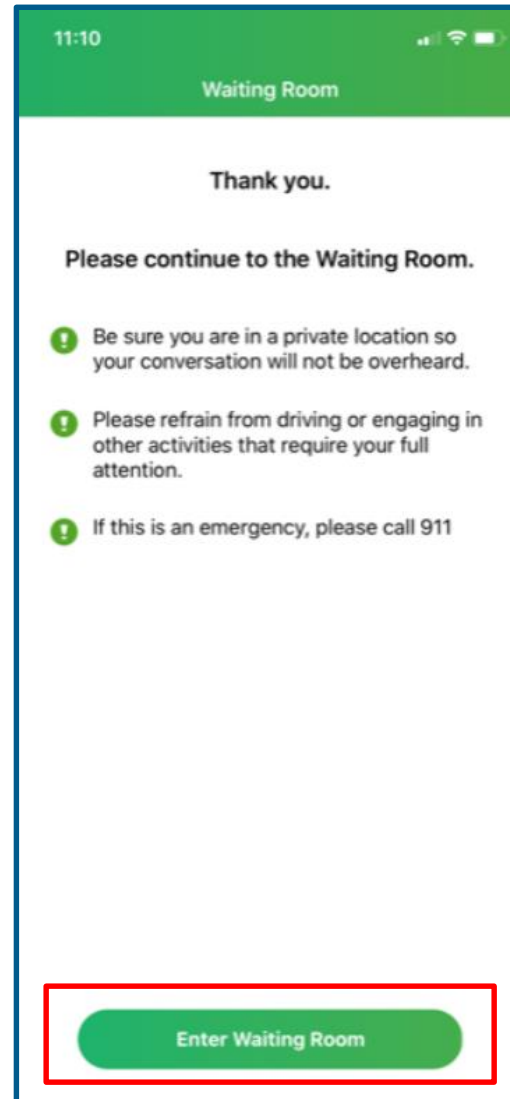 11:10
Waiting Room
Thank you.
Please continue to the Waiting Room.
Be sure you are in a private location so
your conversation will not be overheard.
Please refrain from driving or engaging in
other activities that require your full
attention.
If this is an emergency, please call 911
Enter Waiting Room